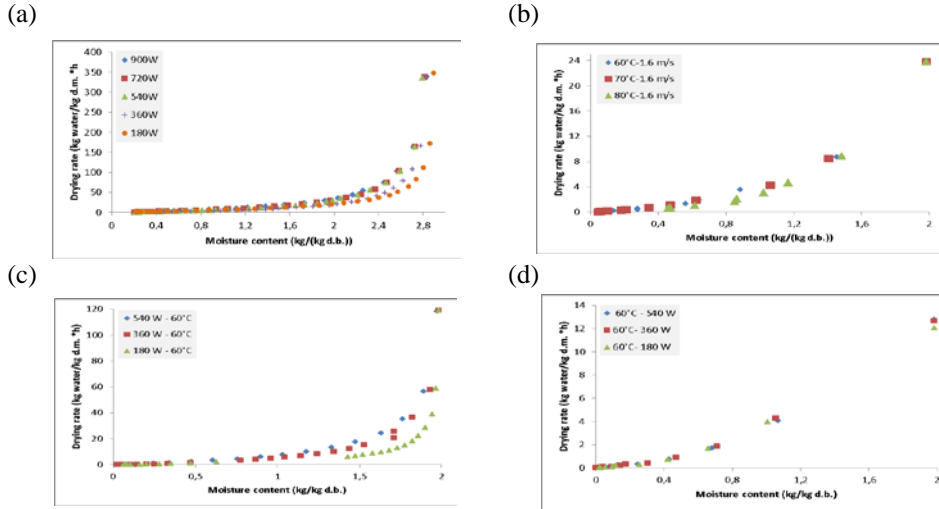 (a)
(b)
400
350
300
250
200
150
100
50
0
Drying rate (kg water/kg d.m. *h)
900W
720W
540W
360W
180W
0 0,4 0,8 1,2 1,6 2 2,4 2,8
Moisture content (kg/(kg d.b.))
24
20
16
12
8
4
0
Drying rate (kg water/kg d.m. *h)
60°C-1.6 m/s
70°C-1.6 m/s
80°C-1.6 m/s
0 0,4 0,8 1,2 1,6 2
Moisture content (kg/(kg d.b.))
(c)
(d)
120
100
80
60
40
20
0
Drying rate (kg water/kg d.m. *h)
540 W - 60°C
360 W - 60°C
180 W - 60°C
0 0,5 1 1,5 2
Moisture content (kg/kg d.b.)
14
12
10
8
6
4
2
0
Drying rate (kg water/kg d.m. *h)
60°C - 540 W
60°C- 360 W
60°C- 180 W
0 0,4 0,8 1,2 1,6 2
Moisture content (kg/kg d.b.)